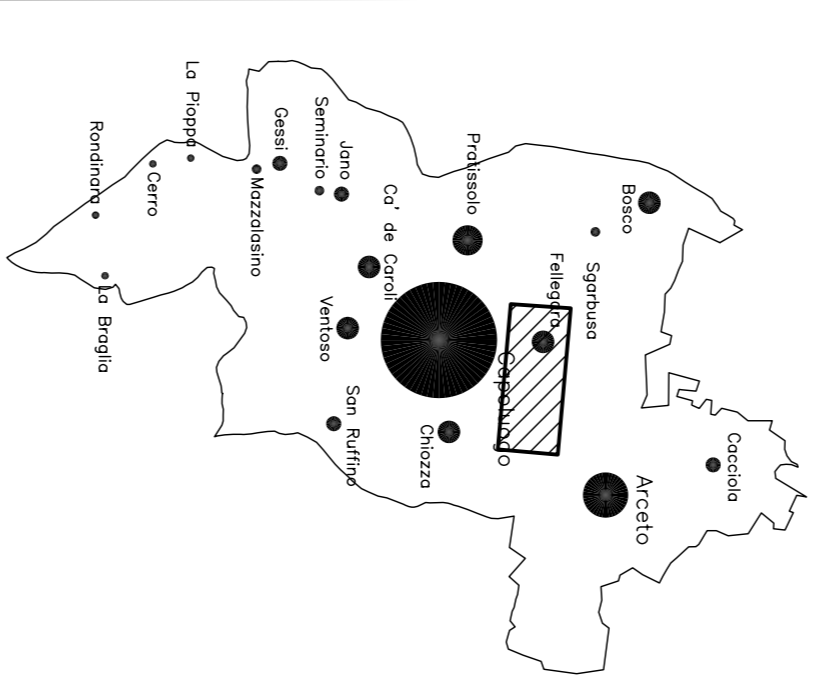 La Pioppa
Rondinara
Cerro
Gessi
Mazzalasino
Seminario
Jano
Ca' de Caroli
Pratissolo
Bosco
Sgarbusa
Fellegara
La Braglia
Ventoso
San Ruffino
Chiozza
Capoluogo
Arceto
Cacciola